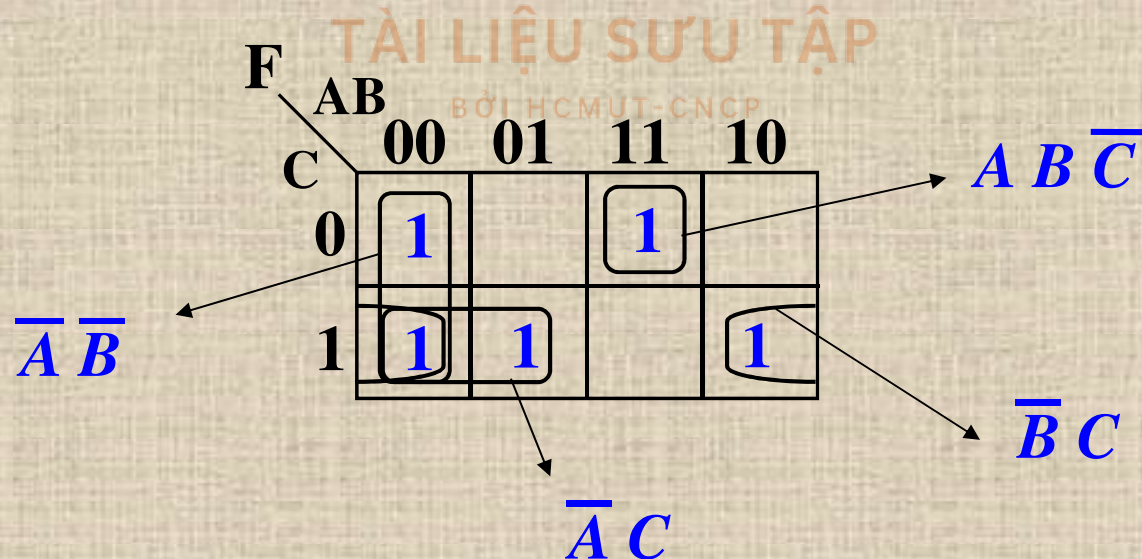 TÀI LIỆU SƯU TẬP
BỞI HCMUT-CNCP
F
AB
C
00 01 11 10
0 1 1
1 1 1 1
A B C̅
A̅ B̅
B̅ C
A̅ C